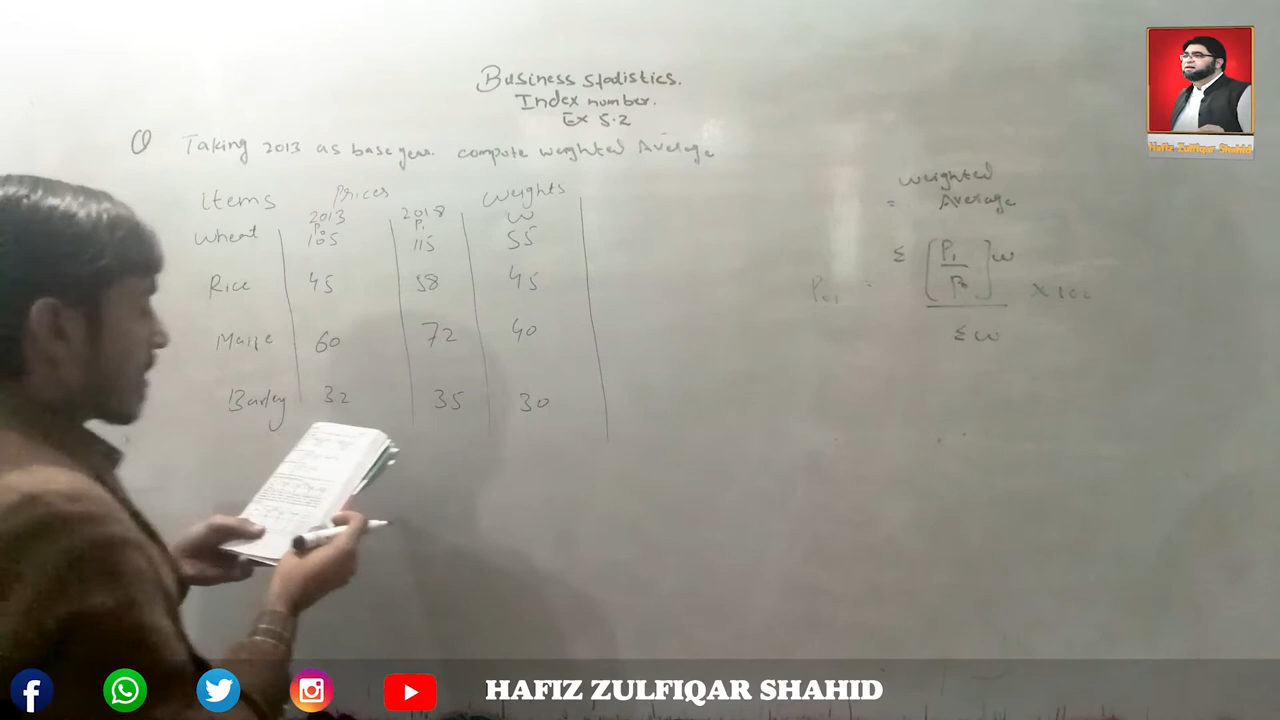 Business Statistics.
Index number.
Ex 5.2
Q Taking 2013 as base year. compute weighted Average
Items Prices Weights
2013 2018 W
P₀ P₁
Wheat 105 115 55
Rice 45 58 45
Maize 60 72 40
Barley 32 35 30
Weighted
= Average
P₀₁ = Σ [P₁/P₀] w / Σw × 100
Hafiz Zulfiqar Shahid
HAFIZ ZULFIQAR SHAHID